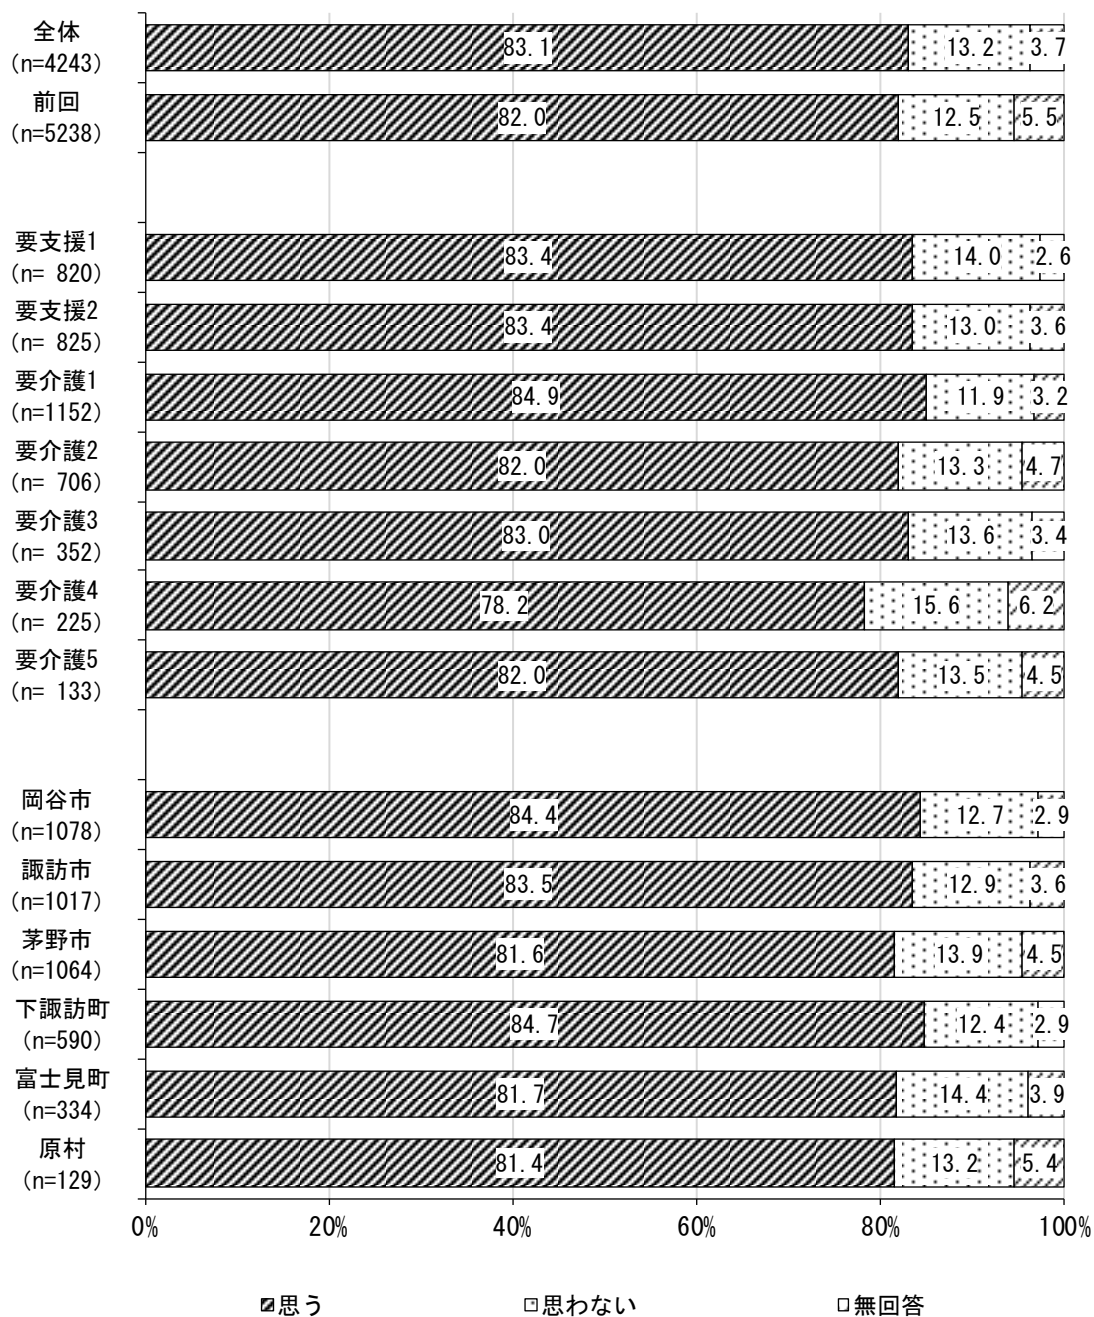 全体 83.1 13.2 3.7
(n=4243)
前回 82.0 12.5 5.5
(n=5238)
要支援1 83.4 14.0 2.6
(n= 820)
要支援2 83.4 13.0 3.6
(n= 825)
要介護1 84.9 11.9 3.2
(n=1152)
要介護2 82.0 13.3 4.7
(n= 706)
要介護3 83.0 13.6 3.4
(n= 352)
要介護4 78.2 15.6 6.2
(n= 225)
要介護5 82.0 13.5 4.5
(n= 133)
岡谷市 84.4 12.7 2.9
(n=1078)
諏訪市 83.5 12.9 3.6
(n=1017)
茅野市 81.6 13.9 4.5
(n=1064)
下諏訪町 84.7 12.4 2.9
(n=590)
富士見町 81.7 14.4 3.9
(n=334)
原村 81.4 13.2 5.4
(n=129)
0% 20% 40% 60% 80% 100%
思う 思わない 無回答